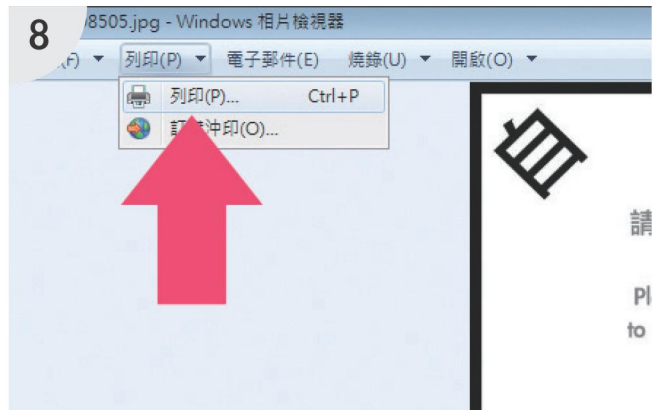 8
8505.jpg - Windows 相片檢視器
(F) 列印(P) 電子郵件(E) 燒錄(U) 開啟(O)
列印(P)... Ctrl+P
沖印(O)...
請
Pl
to